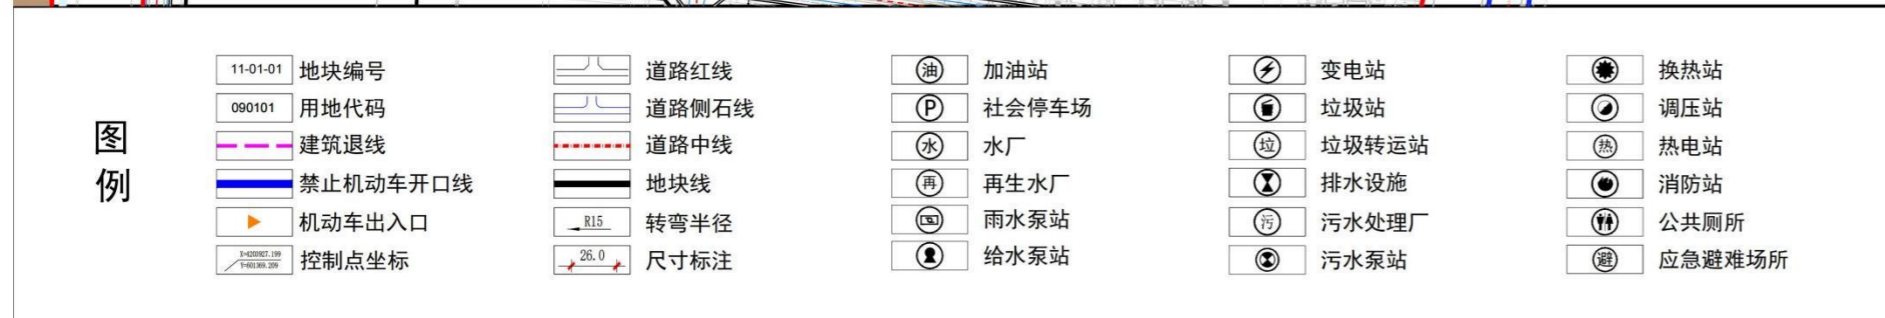 图例
11-01-01 地块编号
090101 用地代码
建筑退线
禁止机动车开口线
机动车出入口
X=4200927.199
Y=601369.209
控制点坐标
道路红线
道路侧石线
道路中线
地块线
R15 转弯半径
26.0 尺寸标注
油 加油站
P 社会停车场
水 水厂
再 再生水厂
雨水泵站
给水泵站
变电站
垃圾站
垃 垃圾转运站
排水设施
污 污水处理厂
污水泵站
换热站
调压站
热 热电站
消防站
公共厕所
避 应急避难场所